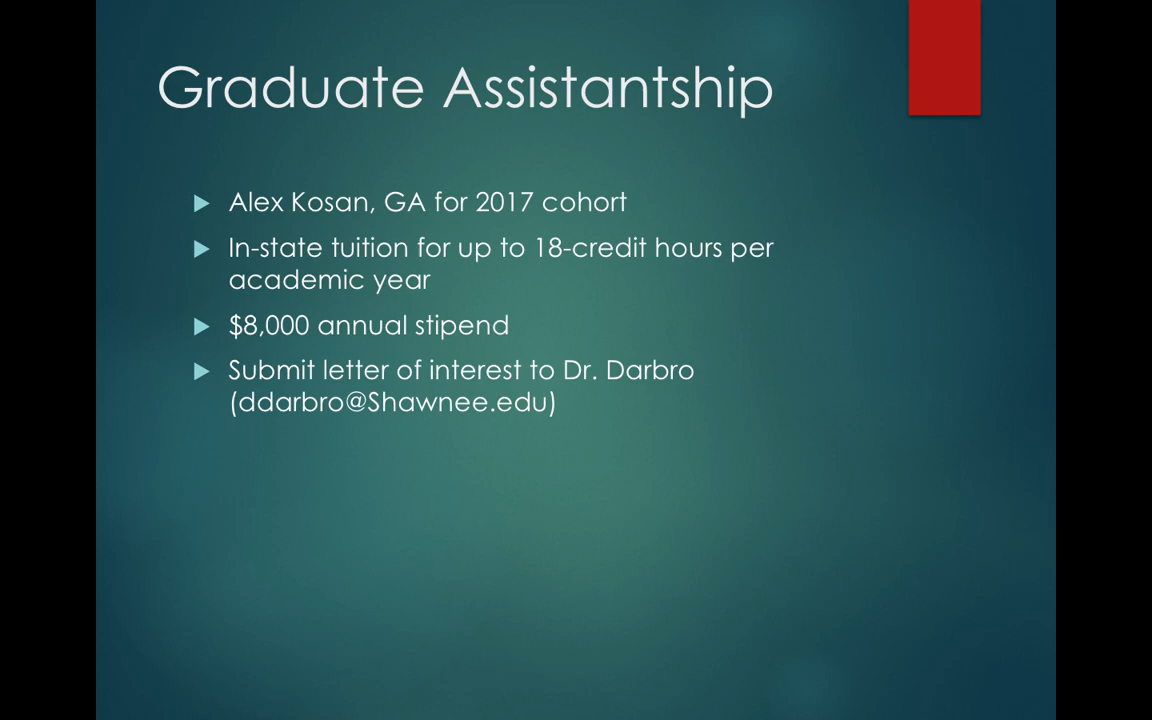 Graduate Assistantship
Alex Kosan, GA for 2017 cohort
In-state tuition for up to 18-credit hours per
academic year
$8,000 annual stipend
Submit letter of interest to Dr. Darbro
(ddarbro@Shawnee.edu)